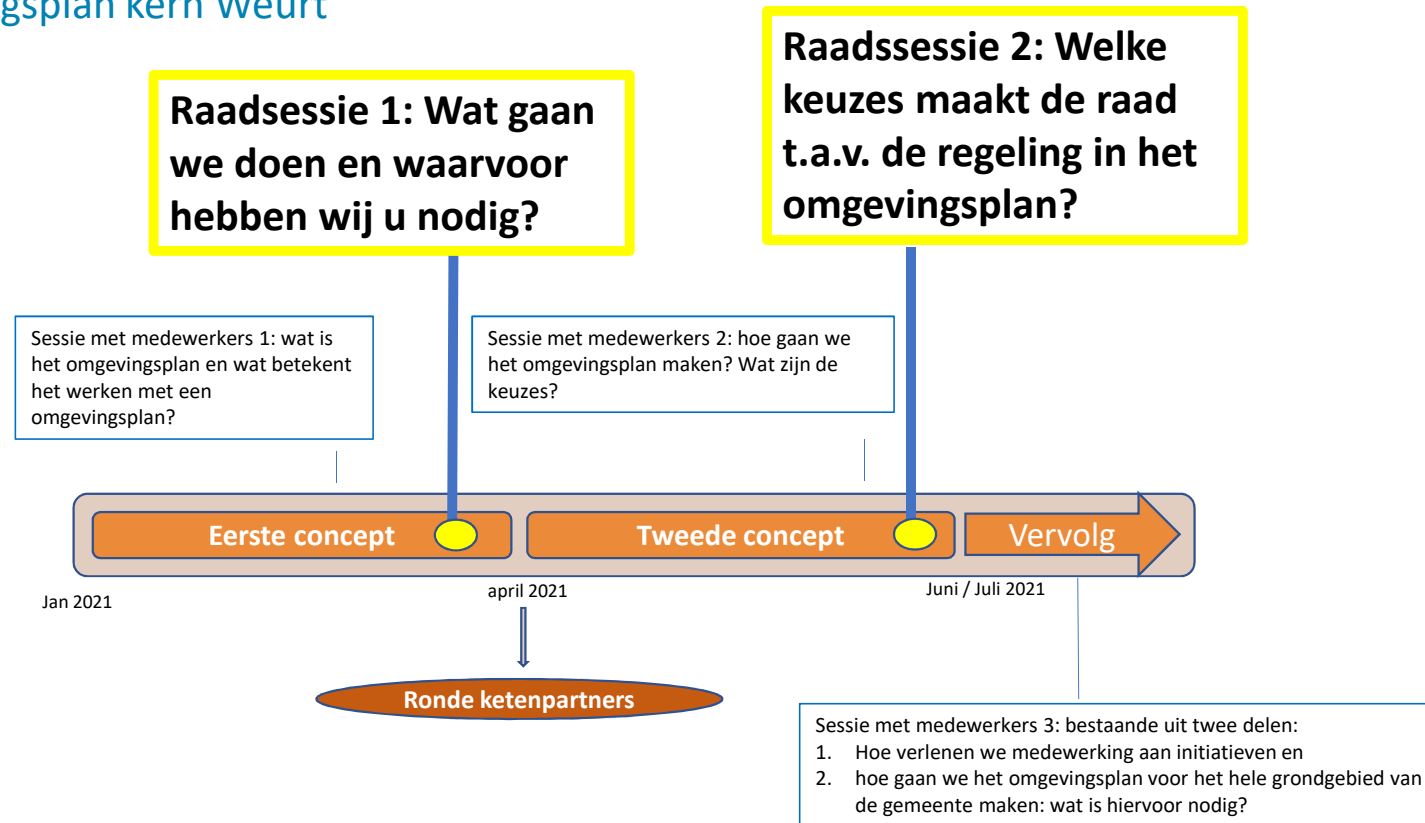 gsplan kern Weurt
Raadsessie 1: Wat gaan
we doen en waarvoor
hebben wij u nodig?
Raadssessie 2: Welke
keuzes maakt de raad
t.a.v. de regeling in het
omgevingsplan?
Sessie met medewerkers 1: wat is
het omgevingsplan en wat betekent
het werken met een
omgevingsplan?
Sessie met medewerkers 2: hoe gaan we
het omgevingsplan maken? Wat zijn de
keuzes?
Eerste concept
Tweede concept
Vervolg
Jan 2021
april 2021
Juni / Juli 2021
Ronde ketenpartners
Sessie met medewerkers 3: bestaande uit twee delen:
1. Hoe verlenen we medewerking aan initiatieven en
2. hoe gaan we het omgevingsplan voor het hele grondgebied van
de gemeente maken: wat is hiervoor nodig?